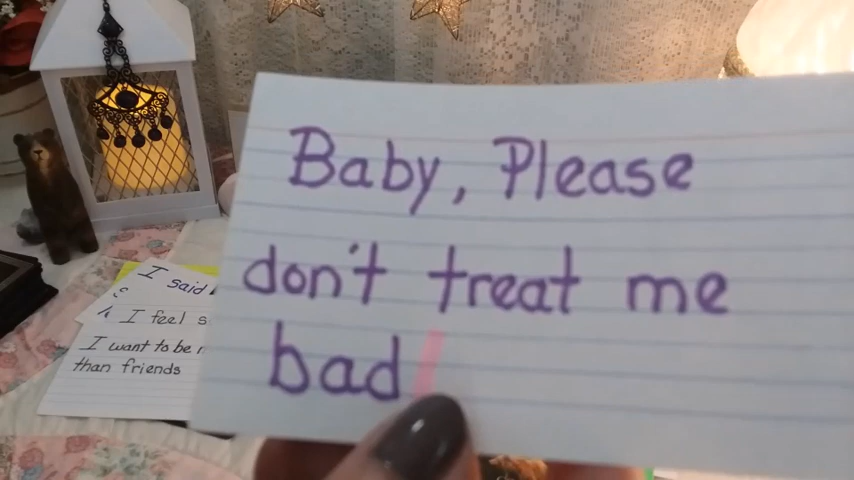 Baby, Please
don't treat me
bad
I said
I feel s
I want to be r
than friends